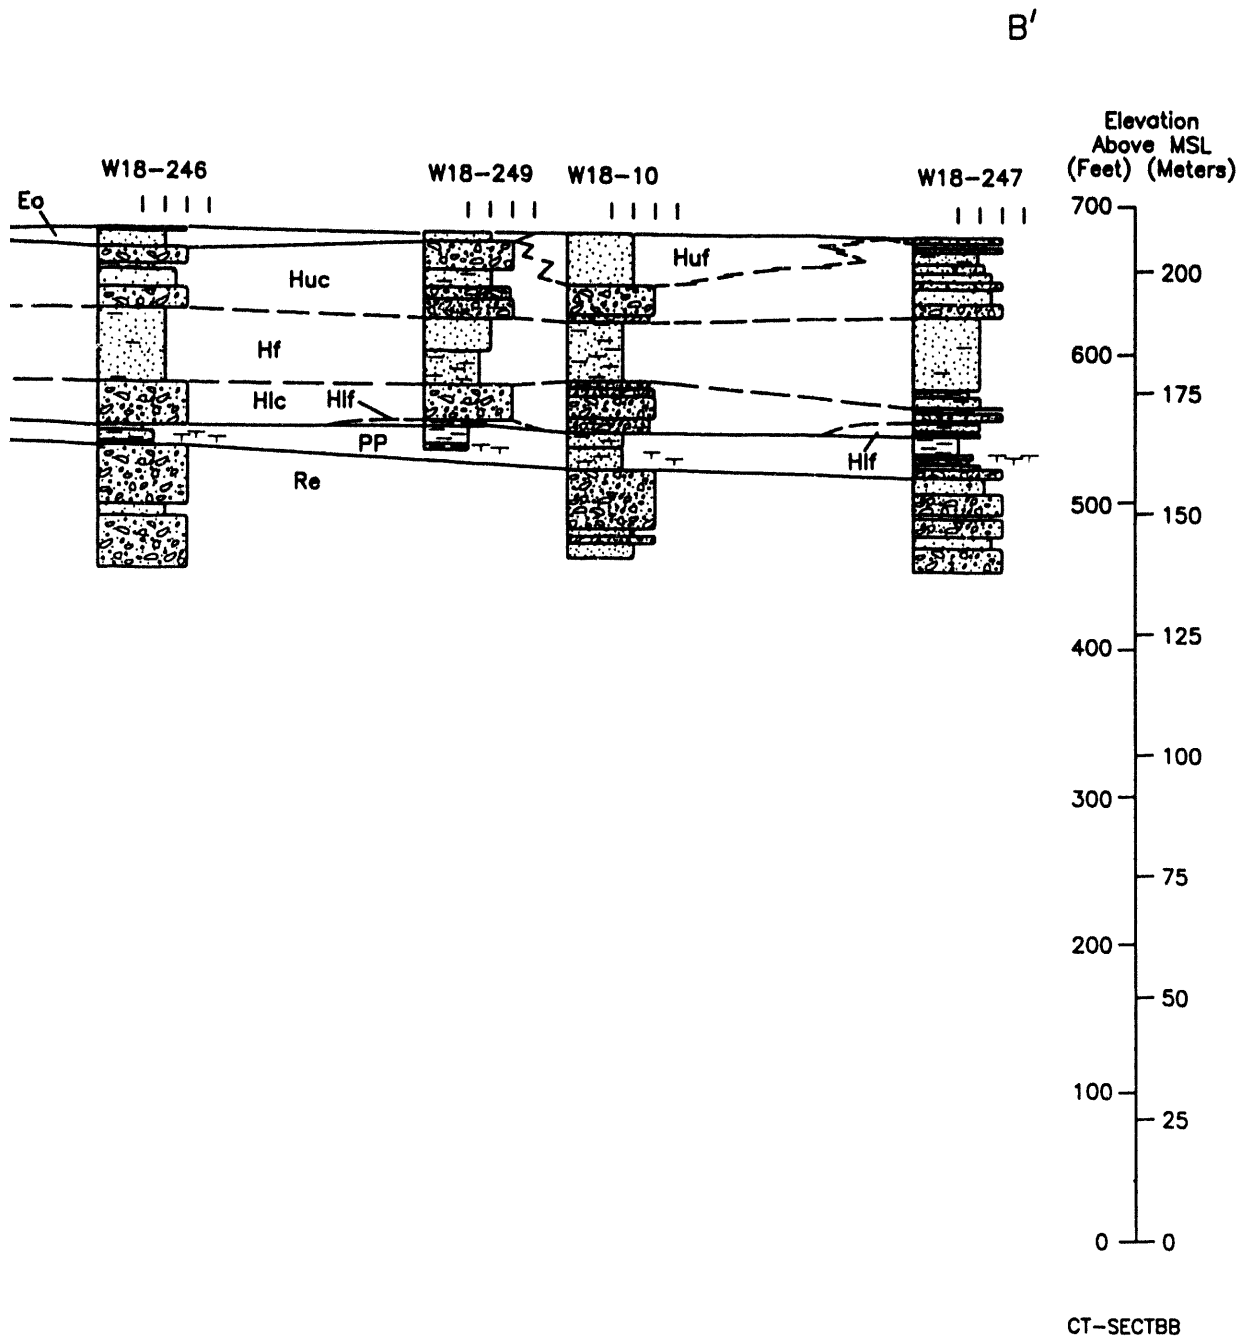 B'
Elevation
Above MSL
(Feet) (Meters)
W18-246
W18-249
W18-10
W18-247
Eo
Huc
Huf
Hf
Hlc
Hlf
PP
Hlf
Re
700
200
600
175
500
150
400
125
100
300
75
200
50
100
25
0
0
CT-SECTBB